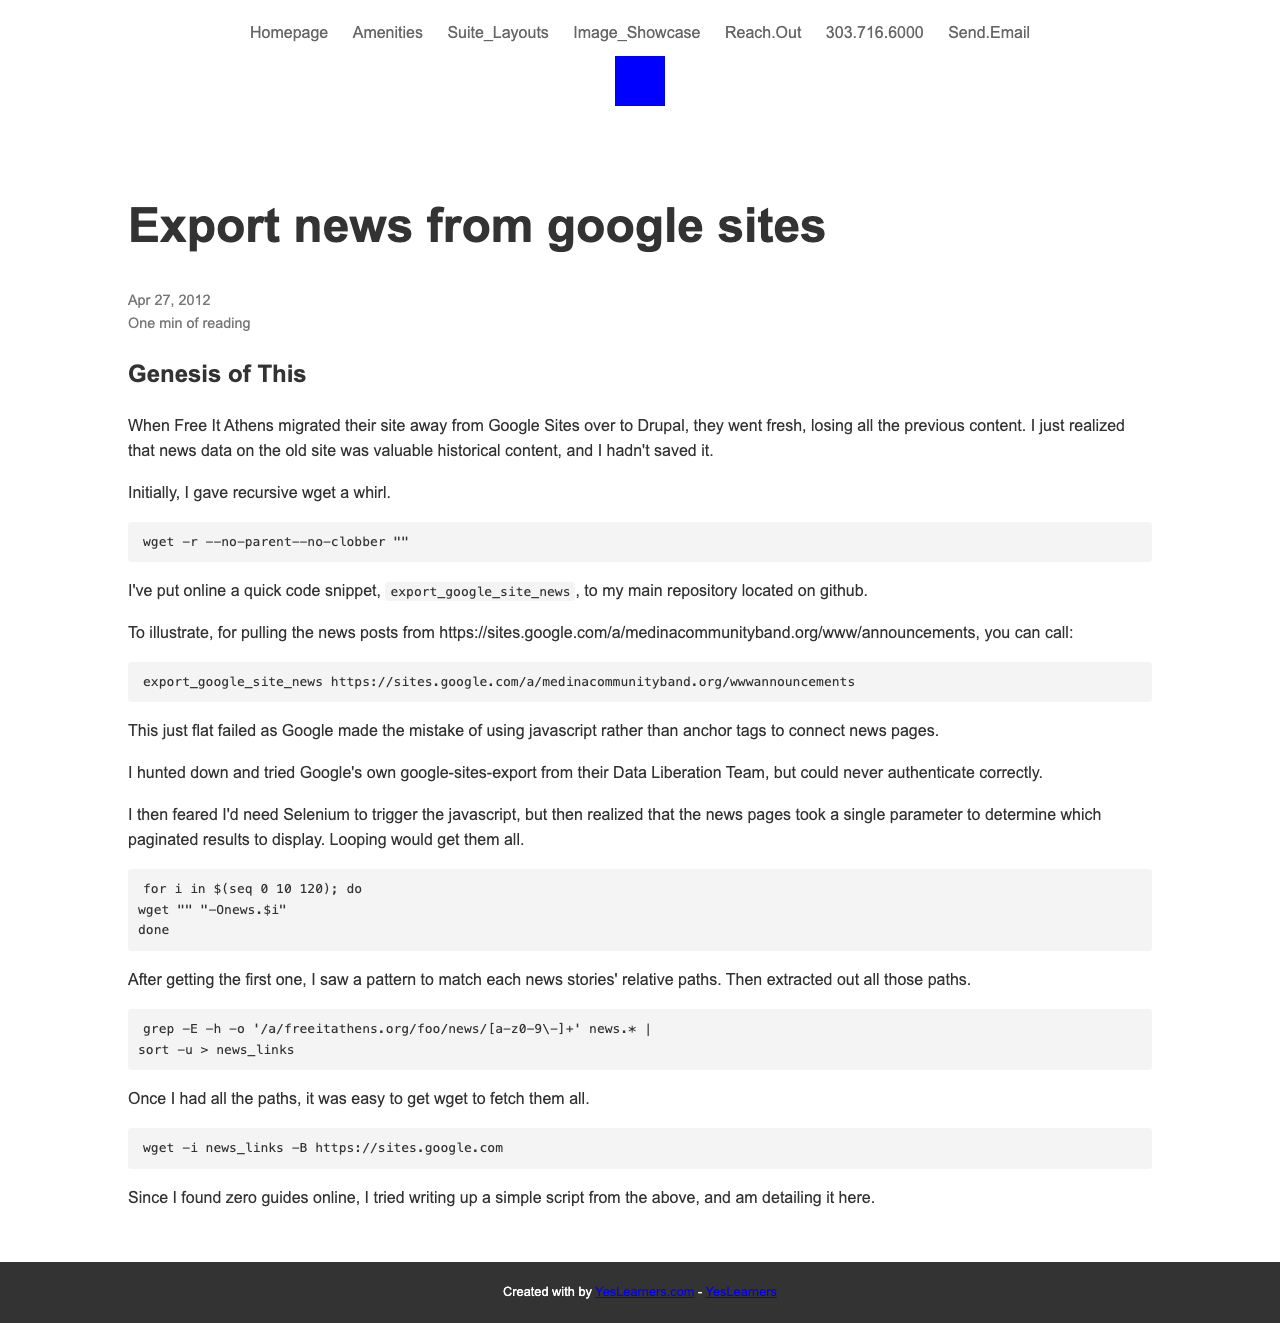 Homepage Amenities Suite_Layouts Image_Showcase Reach.Out 303.716.6000 Send.Email
Export news from google sites
Apr 27, 2012
One min of reading
Genesis of This
When Free It Athens migrated their site away from Google Sites over to Drupal, they went fresh, losing all the previous content. I just realized
that news data on the old site was valuable historical content, and I hadn't saved it.
Initially, I gave recursive wget a whirl.
wget -r --no-parent--no-clobber ""
I've put online a quick code snippet, export_google_site_news, to my main repository located on github.
To illustrate, for pulling the news posts from https://sites.google.com/a/medinacommunityband.org/www/announcements, you can call:
export_google_site_news https://sites.google.com/a/medinacommunityband.org/wwwannouncements
This just flat failed as Google made the mistake of using javascript rather than anchor tags to connect news pages.
I hunted down and tried Google's own google-sites-export from their Data Liberation Team, but could never authenticate correctly.
I then feared I'd need Selenium to trigger the javascript, but then realized that the news pages took a single parameter to determine which
paginated results to display. Looping would get them all.
for i in $(seq 0 10 120); do
wget "" "-Onews.$i"
done
After getting the first one, I saw a pattern to match each news stories' relative paths. Then extracted out all those paths.
grep -E -h -o '/a/freeitathens.org/foo/news/[a-z0-9\-]+' news.* |
sort -u > news_links
Once I had all the paths, it was easy to get wget to fetch them all.
wget -i news_links -B https://sites.google.com
Since I found zero guides online, I tried writing up a simple script from the above, and am detailing it here.
Created with by YesLearners.com - YesLearners